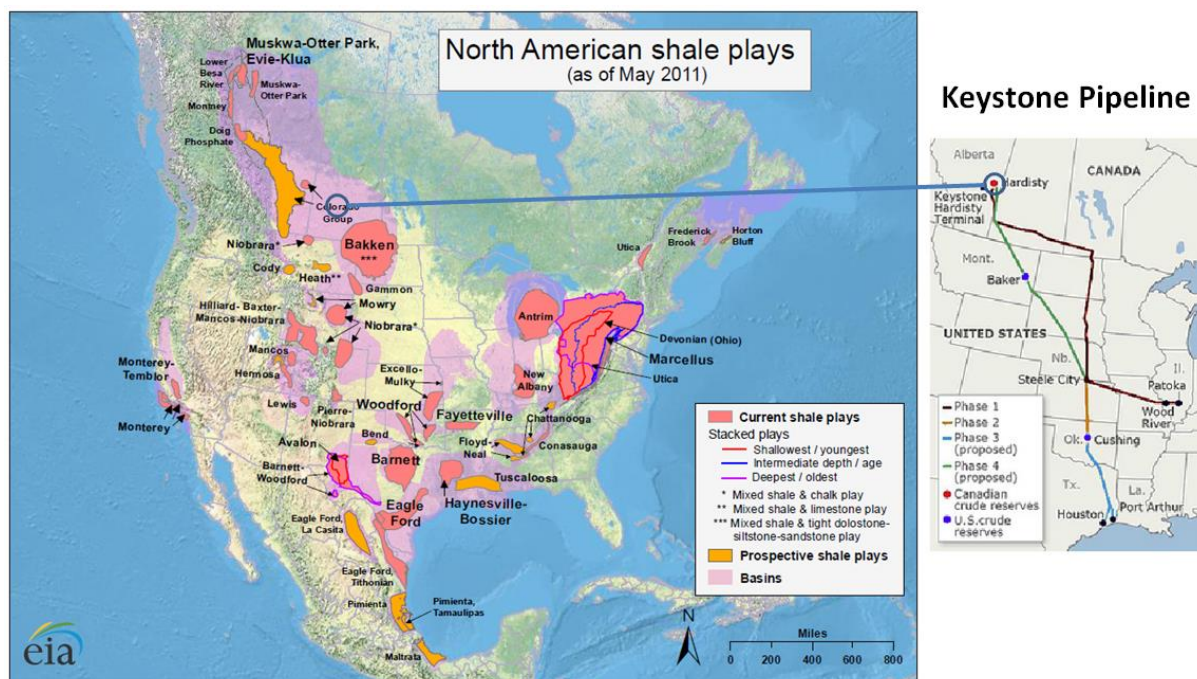 North American shale plays
(as of May 2011)
Muskwa-Otter Park,
Evie-Klua
Lower
Besa
River
Muskwa-
Otter Park
Montney
Doig
Phosphate
Colorado
Group
Niobrara*
Bakken
***
Cody
Heath**
Gammon
Mowry
Hilliard- Baxter-
Mancos-Niobrara
Niobrara*
Mancos
Hermosa
Monterey-
Temblor
Monterey
Lewis
Pierre-
Niobrara
Excello-
Mulky
Woodford
Fayetteville
New
Albany
Antrim
Utica
Frederick
Brook
Horton
Bluff
Devonian (Ohio)
Marcellus
Utica
Chattanooga
Bend
Floyd-
Neal
Conasauga
Avalon
Barnett
Tuscaloosa
Barnett-
Woodford
Haynesville-
Bossier
Eagle
Ford
Eagle Ford,
La Casita
Eagle Ford,
Tithonian
Pimienta
Pimienta,
Tamaulipas
Maltrata
eia
Current shale plays
Stacked plays
Shallowest / youngest
Intermediate depth / age
Deepest / oldest
* Mixed shale & chalk play
** Mixed shale & limestone play
*** Mixed shale & tight dolostone-
siltstone-sandstone play
Prospective shale plays
Basins
N
Miles
0 200 400 600 800
Keystone Pipeline
Alberta
CANADA
Hardisty
Keystone
Hardisty
Terminal
Mont.
Baker
UNITED STATES
Nb.
Steele City
Il.
Patoka
Wood
River
Ok.
Cushing
Tx.
La.
Houston
Port Arthur
Phase 1
Phase 2
Phase 3
(proposed)
Phase 4
(proposed)
Canadian
crude reserves
U.S.crude
reserves